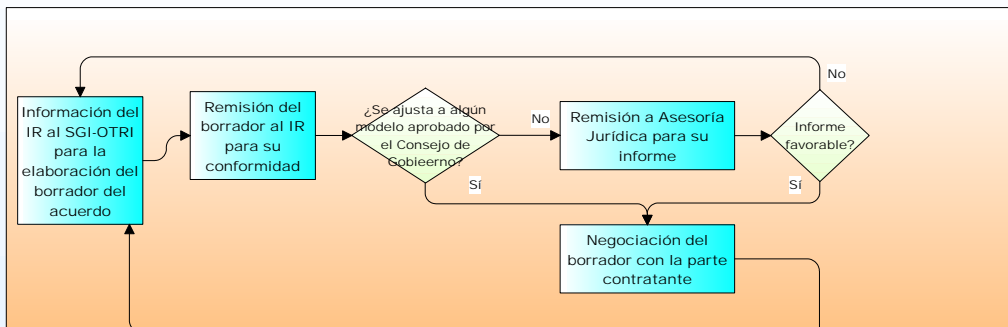 Información del
IR al SGI-OTRI
para la
elaboración del
borrador del
acuerdo
Remisión del
borrador al IR
para su
conformidad
¿Se ajusta a algún
modelo aprobado por
el Consejo de
Gobieerno?
No
Sí
Remisión a Asesoría
Jurídica para su
informe
Informe
favorable?
No
Sí
Negociación del
borrador con la parte
contratante